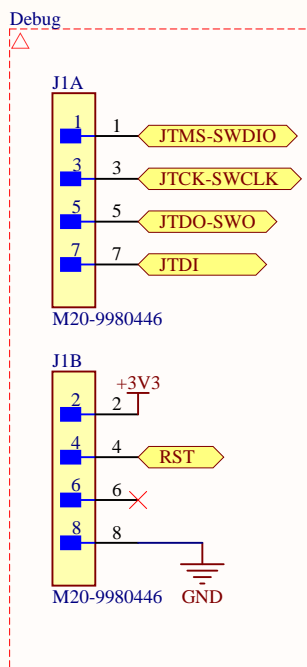 Debug
J1A
1 1 JTMS-SWDIO
3 3 JTCK-SWCLK
5 5 JTDO-SWO
7 7 JTDI
M20-9980446
J1B
+3V3
2 2
4 4 RST
6 6
8 8
GND
M20-9980446